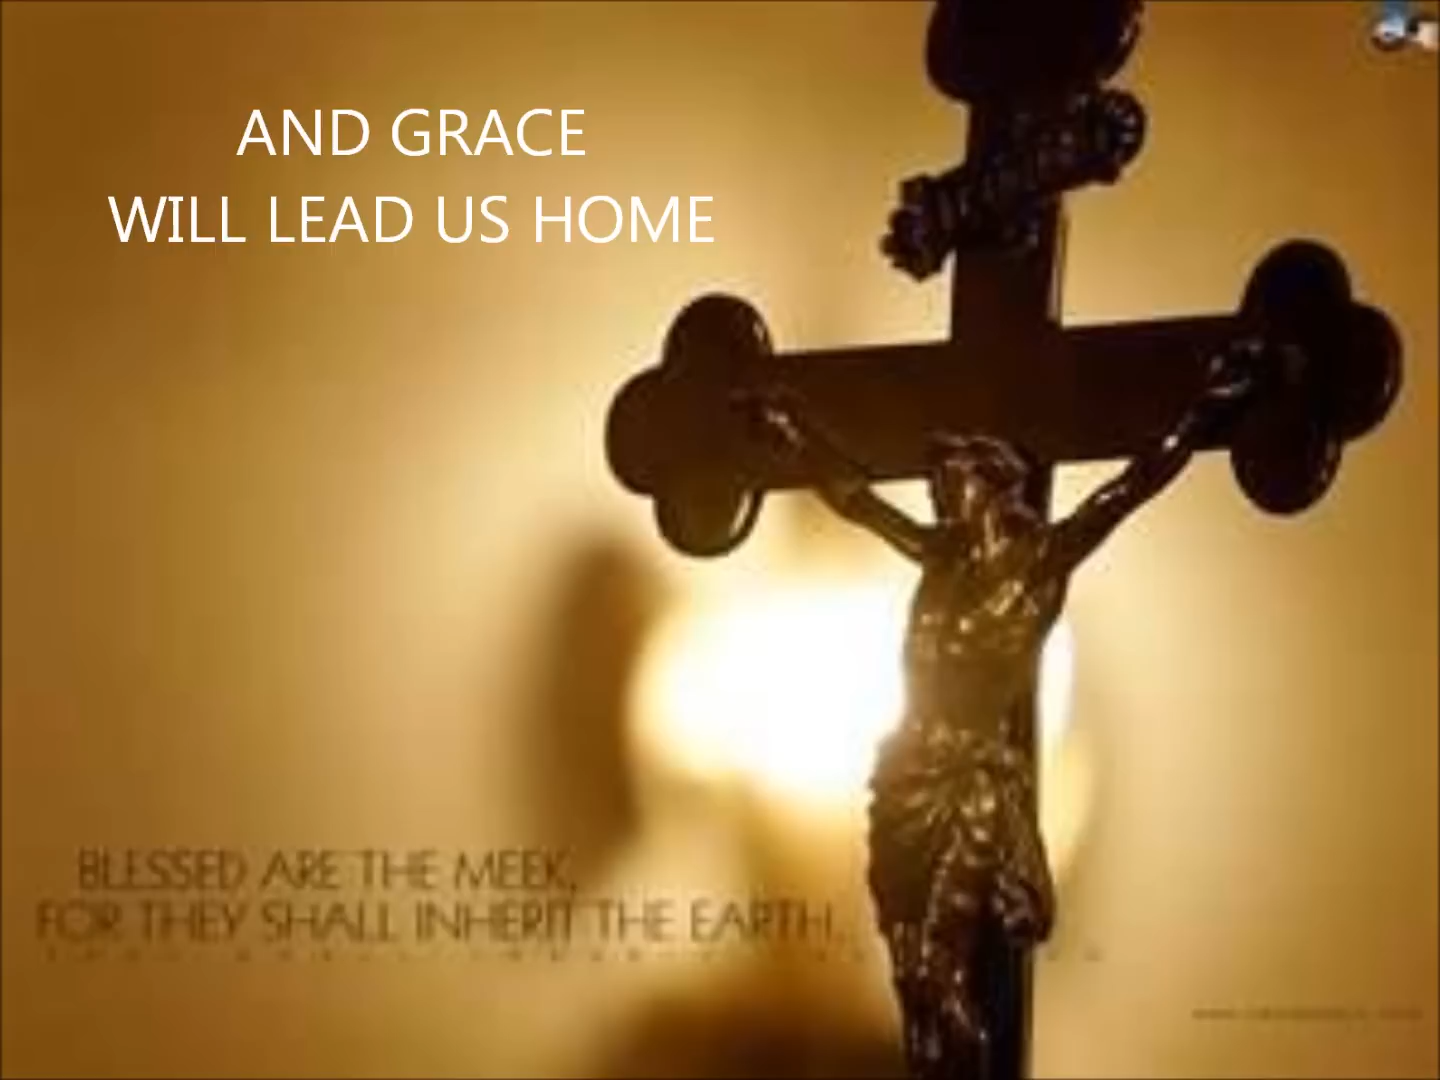 AND GRACE
WILL LEAD US HOME
BLESSED ARE THE MEEK,
FOR THEY SHALL INHERIT THE EARTH.